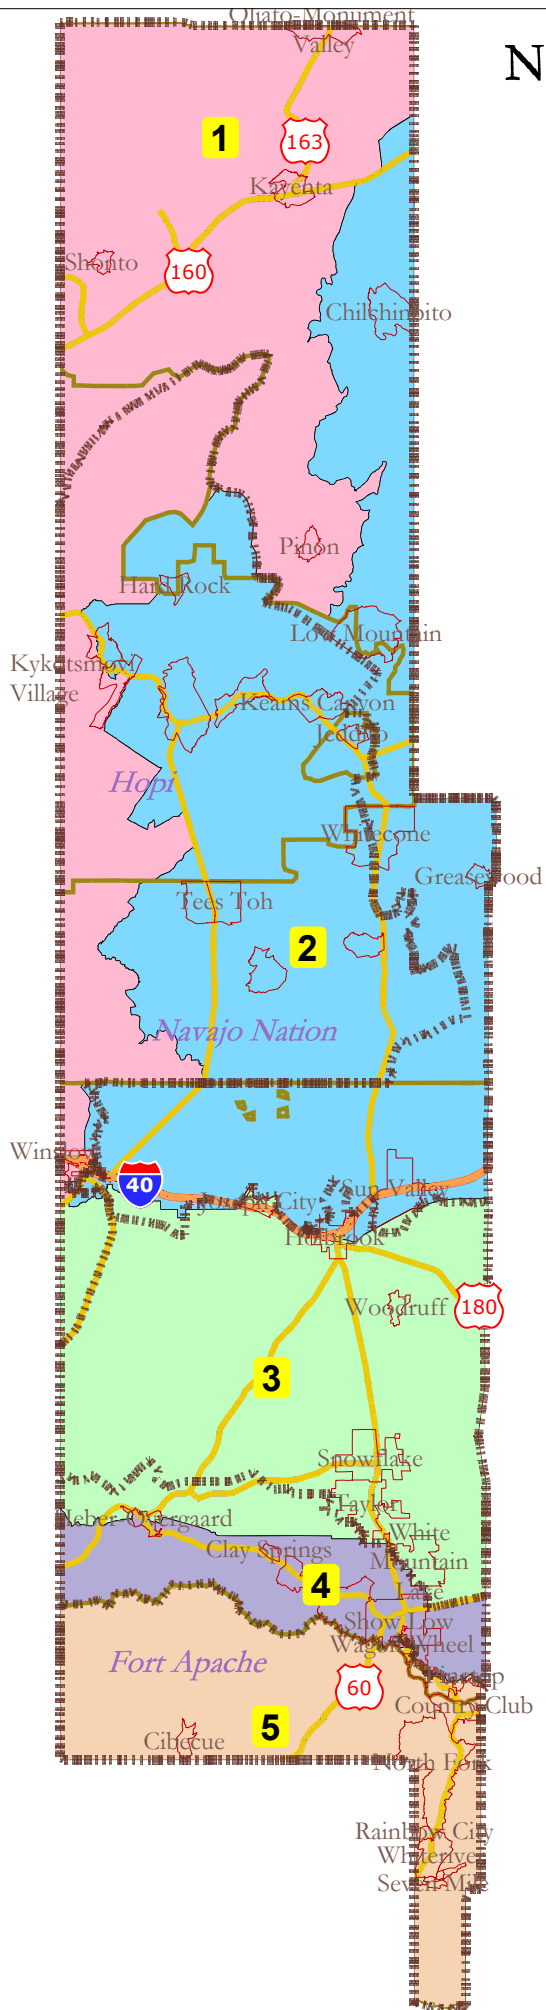 Oljato-Monument
Valley
N
1
163
Kayenta
Shonto
160
Chilchinbito
Pinon
Hard Rock
Low Mountain
Kykotsmovi
Village
Keams Canyon
Jeddito
Hopi
Whitecone
Greasewood
Tees Toh
2
Navajo Nation
Winslow
40
Sun Valley
Joseph City
Holbrook
Woodruff
180
3
Snowflake
Taylor
Heber-Overgaard
White
Mountain
Lake
Clay Springs
4
Show Low
Wagon Wheel
Fort Apache
Pinetop
60
Country Club
5
Cibecue
North Fork
Rainbow City
Whiteriver
Seven Mile